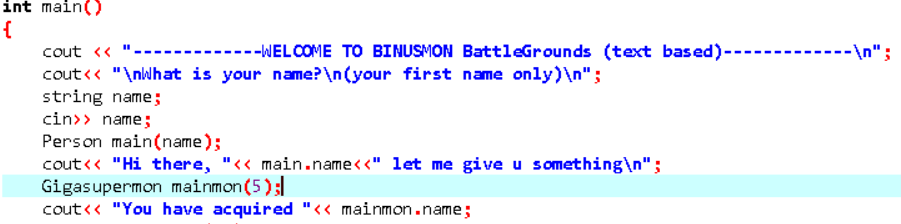 int main()
{
    cout << "-------------WELCOME TO BINUSMON BattleGrounds (text based)-------------\n";
    cout<< "\nWhat is your name?\n(your first name only)\n";
    string name;
    cin>> name;
    Person main(name);
    cout<< "Hi there, "<< main.name<<" let me give u something\n";
    Gigasupermon mainmon(5);
    cout<< "You have acquired "<< mainmon.name;